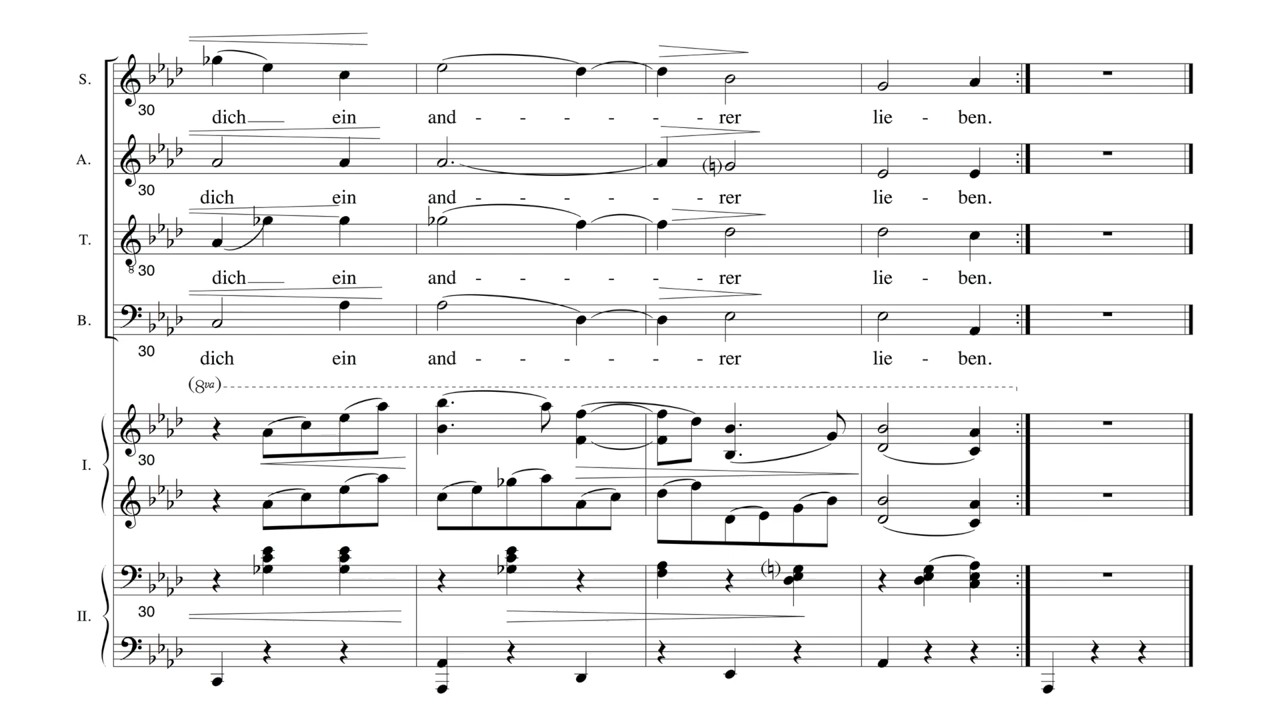 S.
30
dich ein and - - - - - - rer lie - ben.
A.
30
dich ein and - - - - - - rer lie - ben.
T.
8
30
dich ein and - - - - - - rer lie - ben.
B.
30
dich ein and - - - - - - rer lie - ben.
(8va)
I.
30
II.
30